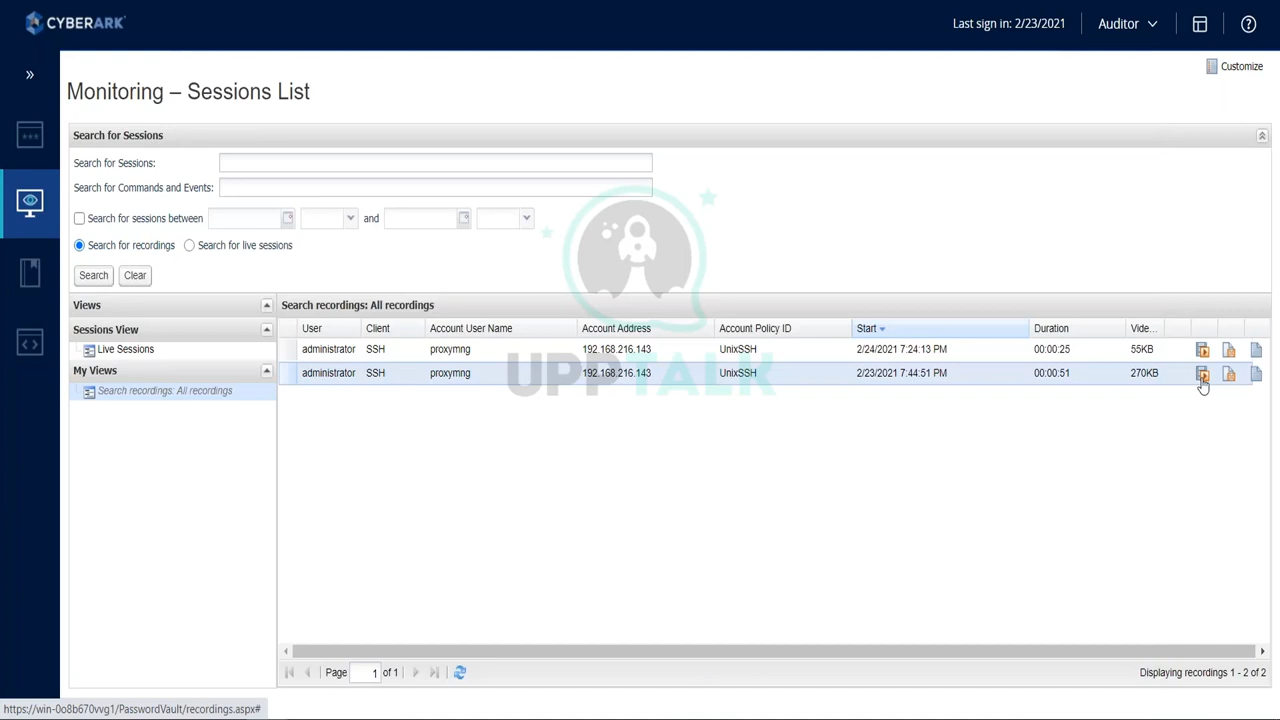 CYBERARK
Last sign in: 2/23/2021
Auditor
Customize
Monitoring – Sessions List
Search for Sessions
Search for Sessions:
Search for Commands and Events:
Search for sessions between
and
Search for recordings
Search for live sessions
Search
Clear
Views
Sessions View
Live Sessions
My Views
Search recordings: All recordings
Search recordings: All recordings
User Client Account User Name Account Address Account Policy ID Start Duration Vide...
administrator SSH proxymng 192.168.216.143 UnixSSH 2/24/2021 7:24:13 PM 00:00:25 55KB
administrator SSH proxymng 192.168.216.143 UnixSSH 2/23/2021 7:44:51 PM 00:00:51 270KB
UPPTALK
Page 1 of 1
Displaying recordings 1 - 2 of 2
https://win-0o8b670vvg1/PasswordVault/recordings.aspx#